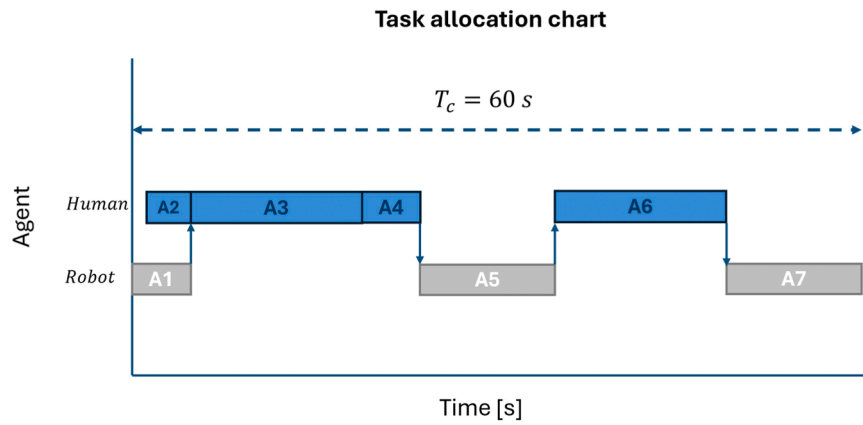 Task allocation chart
T_c = 60 s
Agent
Human
A2
A3
A4
A6
Robot
A1
A5
A7
Time [s]